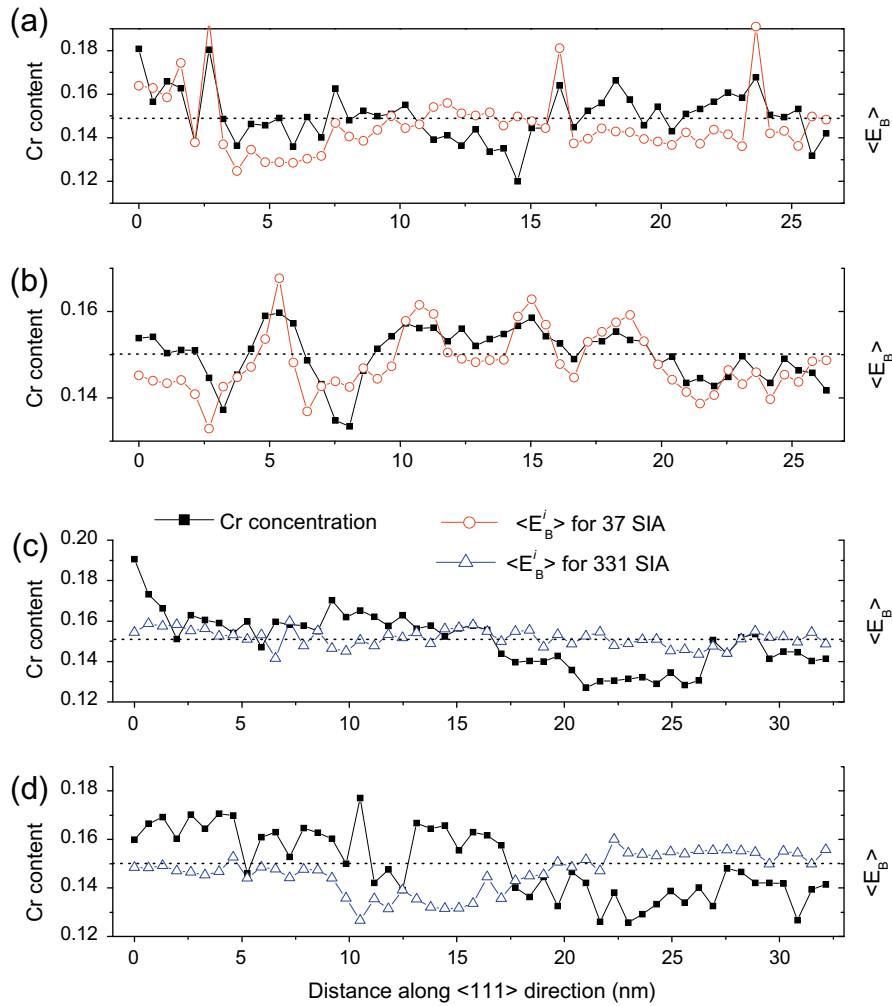 (a)
0.18
0.16
0.14
0.12
Cr content
<E_B>
0 5 10 15 20 25
(b)
0.16
0.14
Cr content
<E_B>
0 5 10 15 20 25
Cr concentration
<E_B^i> for 37 SIA
<E_B^i> for 331 SIA
(c)
0.20
0.18
0.16
0.14
0.12
Cr content
<E_B>
0 5 10 15 20 25 30
(d)
0.18
0.16
0.14
0.12
Cr content
<E_B>
0 5 10 15 20 25 30
Distance along <111> direction (nm)